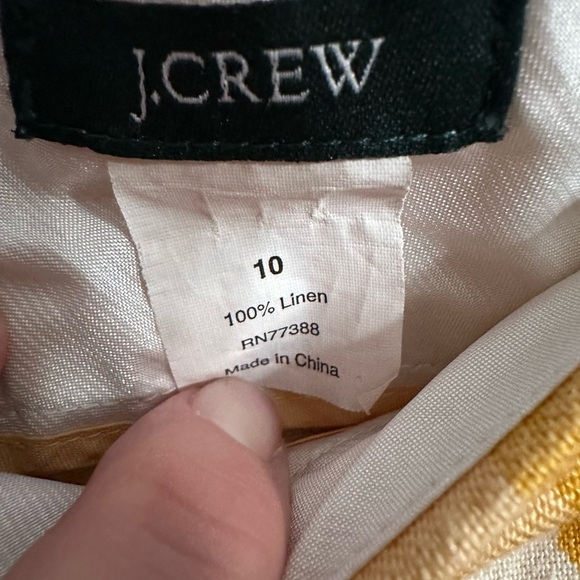 J.CREW
10
100% Linen
RN77388
Made in China